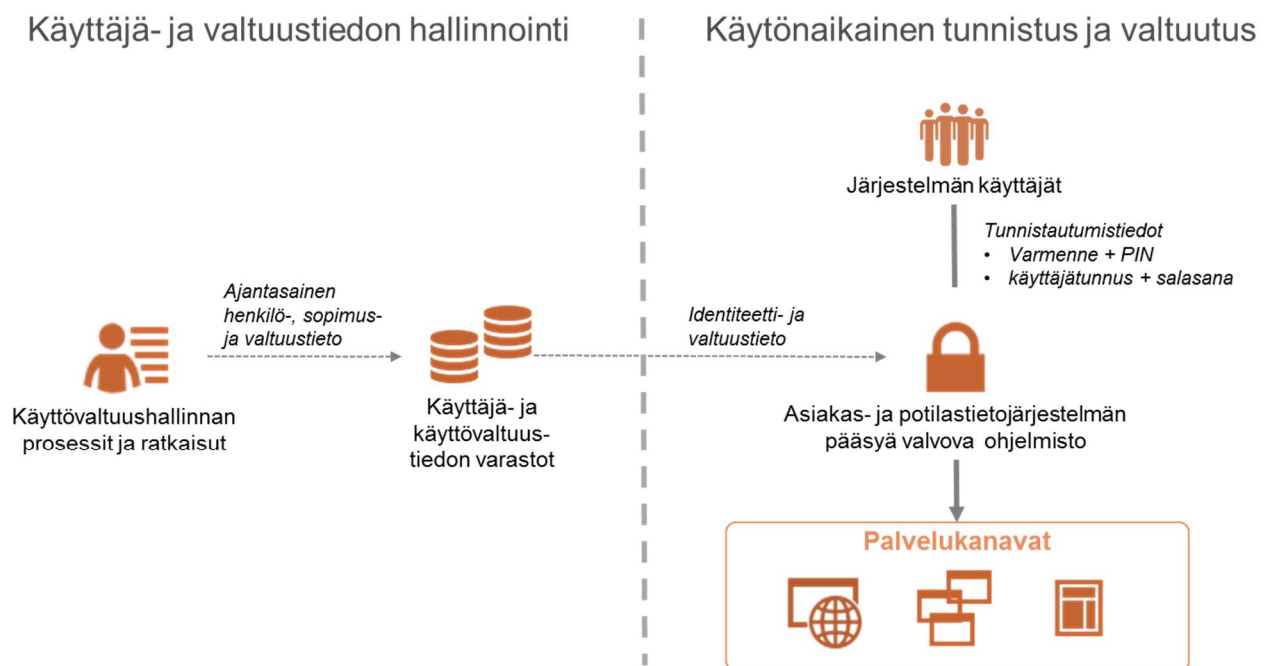 Käyttäjä- ja valtuustiedon hallinnointi
Käytönaikainen tunnistus ja valtuutus
Järjestelmän käyttäjät
Tunnistautumistiedot
• Varmenne + PIN
• käyttäjätunnus + salasana
Ajantasainen
henkilö-, sopimus-
ja valtuustieto
Identiteetti- ja
valtuustieto
Käyttövaltuushallinnan
prosessit ja ratkaisut
Käyttäjä- ja
käyttövaltuus-
tiedon varastot
Asiakas- ja potilastietojärjestelmän
pääsyä valvova ohjelmisto
Palvelukanavat